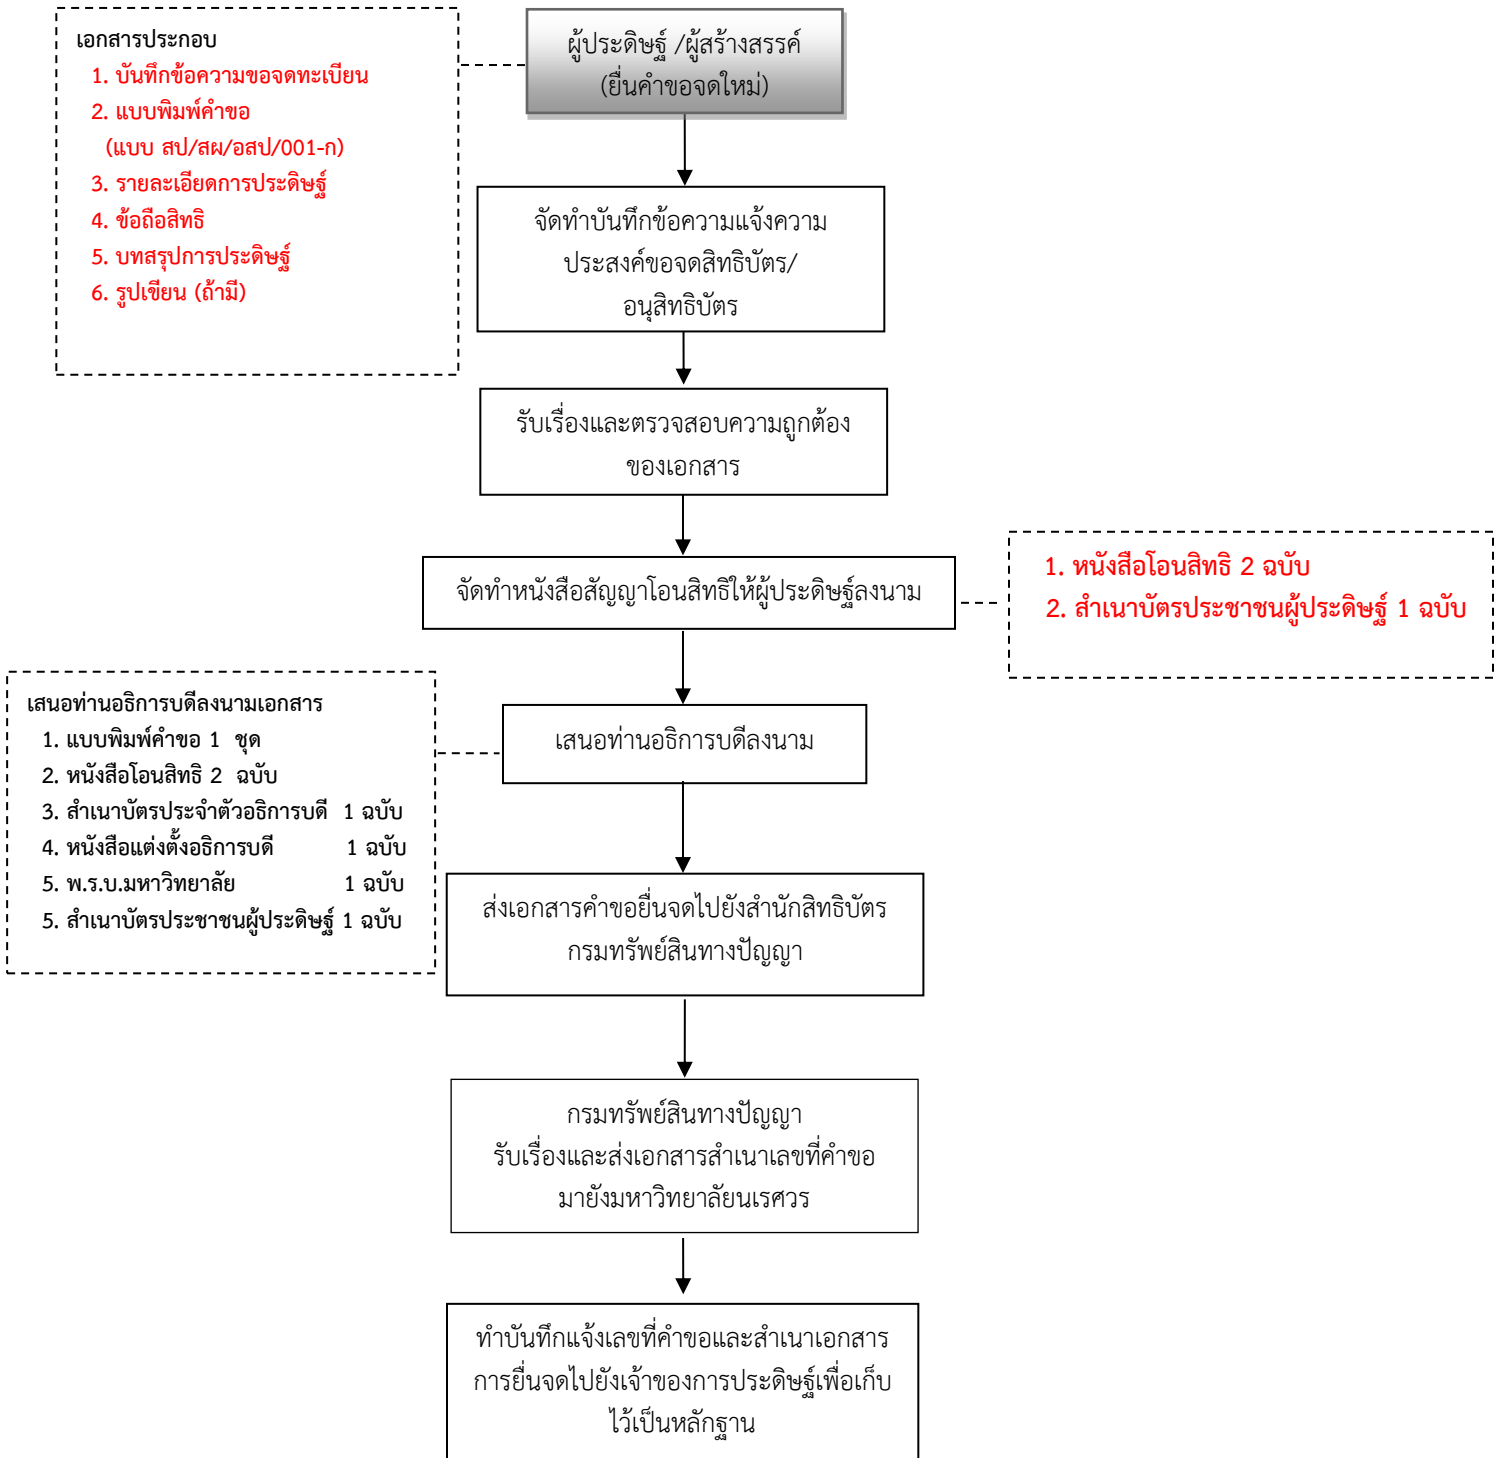 เอกสารประกอบ
1. บันทึกข้อความขอจดทะเบียน
2. แบบพิมพ์คำขอ
(แบบ สป/สผ/อสป/001-ก)
3. รายละเอียดการประดิษฐ์
4. ข้อถือสิทธิ
5. บทสรุปการประดิษฐ์
6. รูปเขียน (ถ้ามี)
ผู้ประดิษฐ์ /ผู้สร้างสรรค์
(ยื่นคำขอจดใหม่)
จัดทำบันทึกข้อความแจ้งความ
ประสงค์ขอจดสิทธิบัตร/
อนุสิทธิบัตร
รับเรื่องและตรวจสอบความถูกต้อง
ของเอกสาร
จัดทำหนังสือสัญญาโอนสิทธิให้ผู้ประดิษฐ์ลงนาม
1. หนังสือโอนสิทธิ 2 ฉบับ
2. สำเนาบัตรประชาชนผู้ประดิษฐ์ 1 ฉบับ
เสนอท่านอธิการบดีลงนามเอกสาร
1. แบบพิมพ์คำขอ 1 ชุด
2. หนังสือโอนสิทธิ 2 ฉบับ
3. สำเนาบัตรประจำตัวอธิการบดี 1 ฉบับ
4. หนังสือแต่งตั้งอธิการบดี 1 ฉบับ
5. พ.ร.บ.มหาวิทยาลัย 1 ฉบับ
5. สำเนาบัตรประชาชนผู้ประดิษฐ์ 1 ฉบับ
เสนอท่านอธิการบดีลงนาม
ส่งเอกสารคำขอยื่นจดไปยังสำนักสิทธิบัตร
กรมทรัพย์สินทางปัญญา
กรมทรัพย์สินทางปัญญา
รับเรื่องและส่งเอกสารสำเนาเลขที่คำขอ
มายังมหาวิทยาลัยนเรศวร
ทำบันทึกแจ้งเลขที่คำขอและสำเนาเอกสาร
การยื่นจดไปยังเจ้าของการประดิษฐ์เพื่อเก็บ
ไว้เป็นหลักฐาน